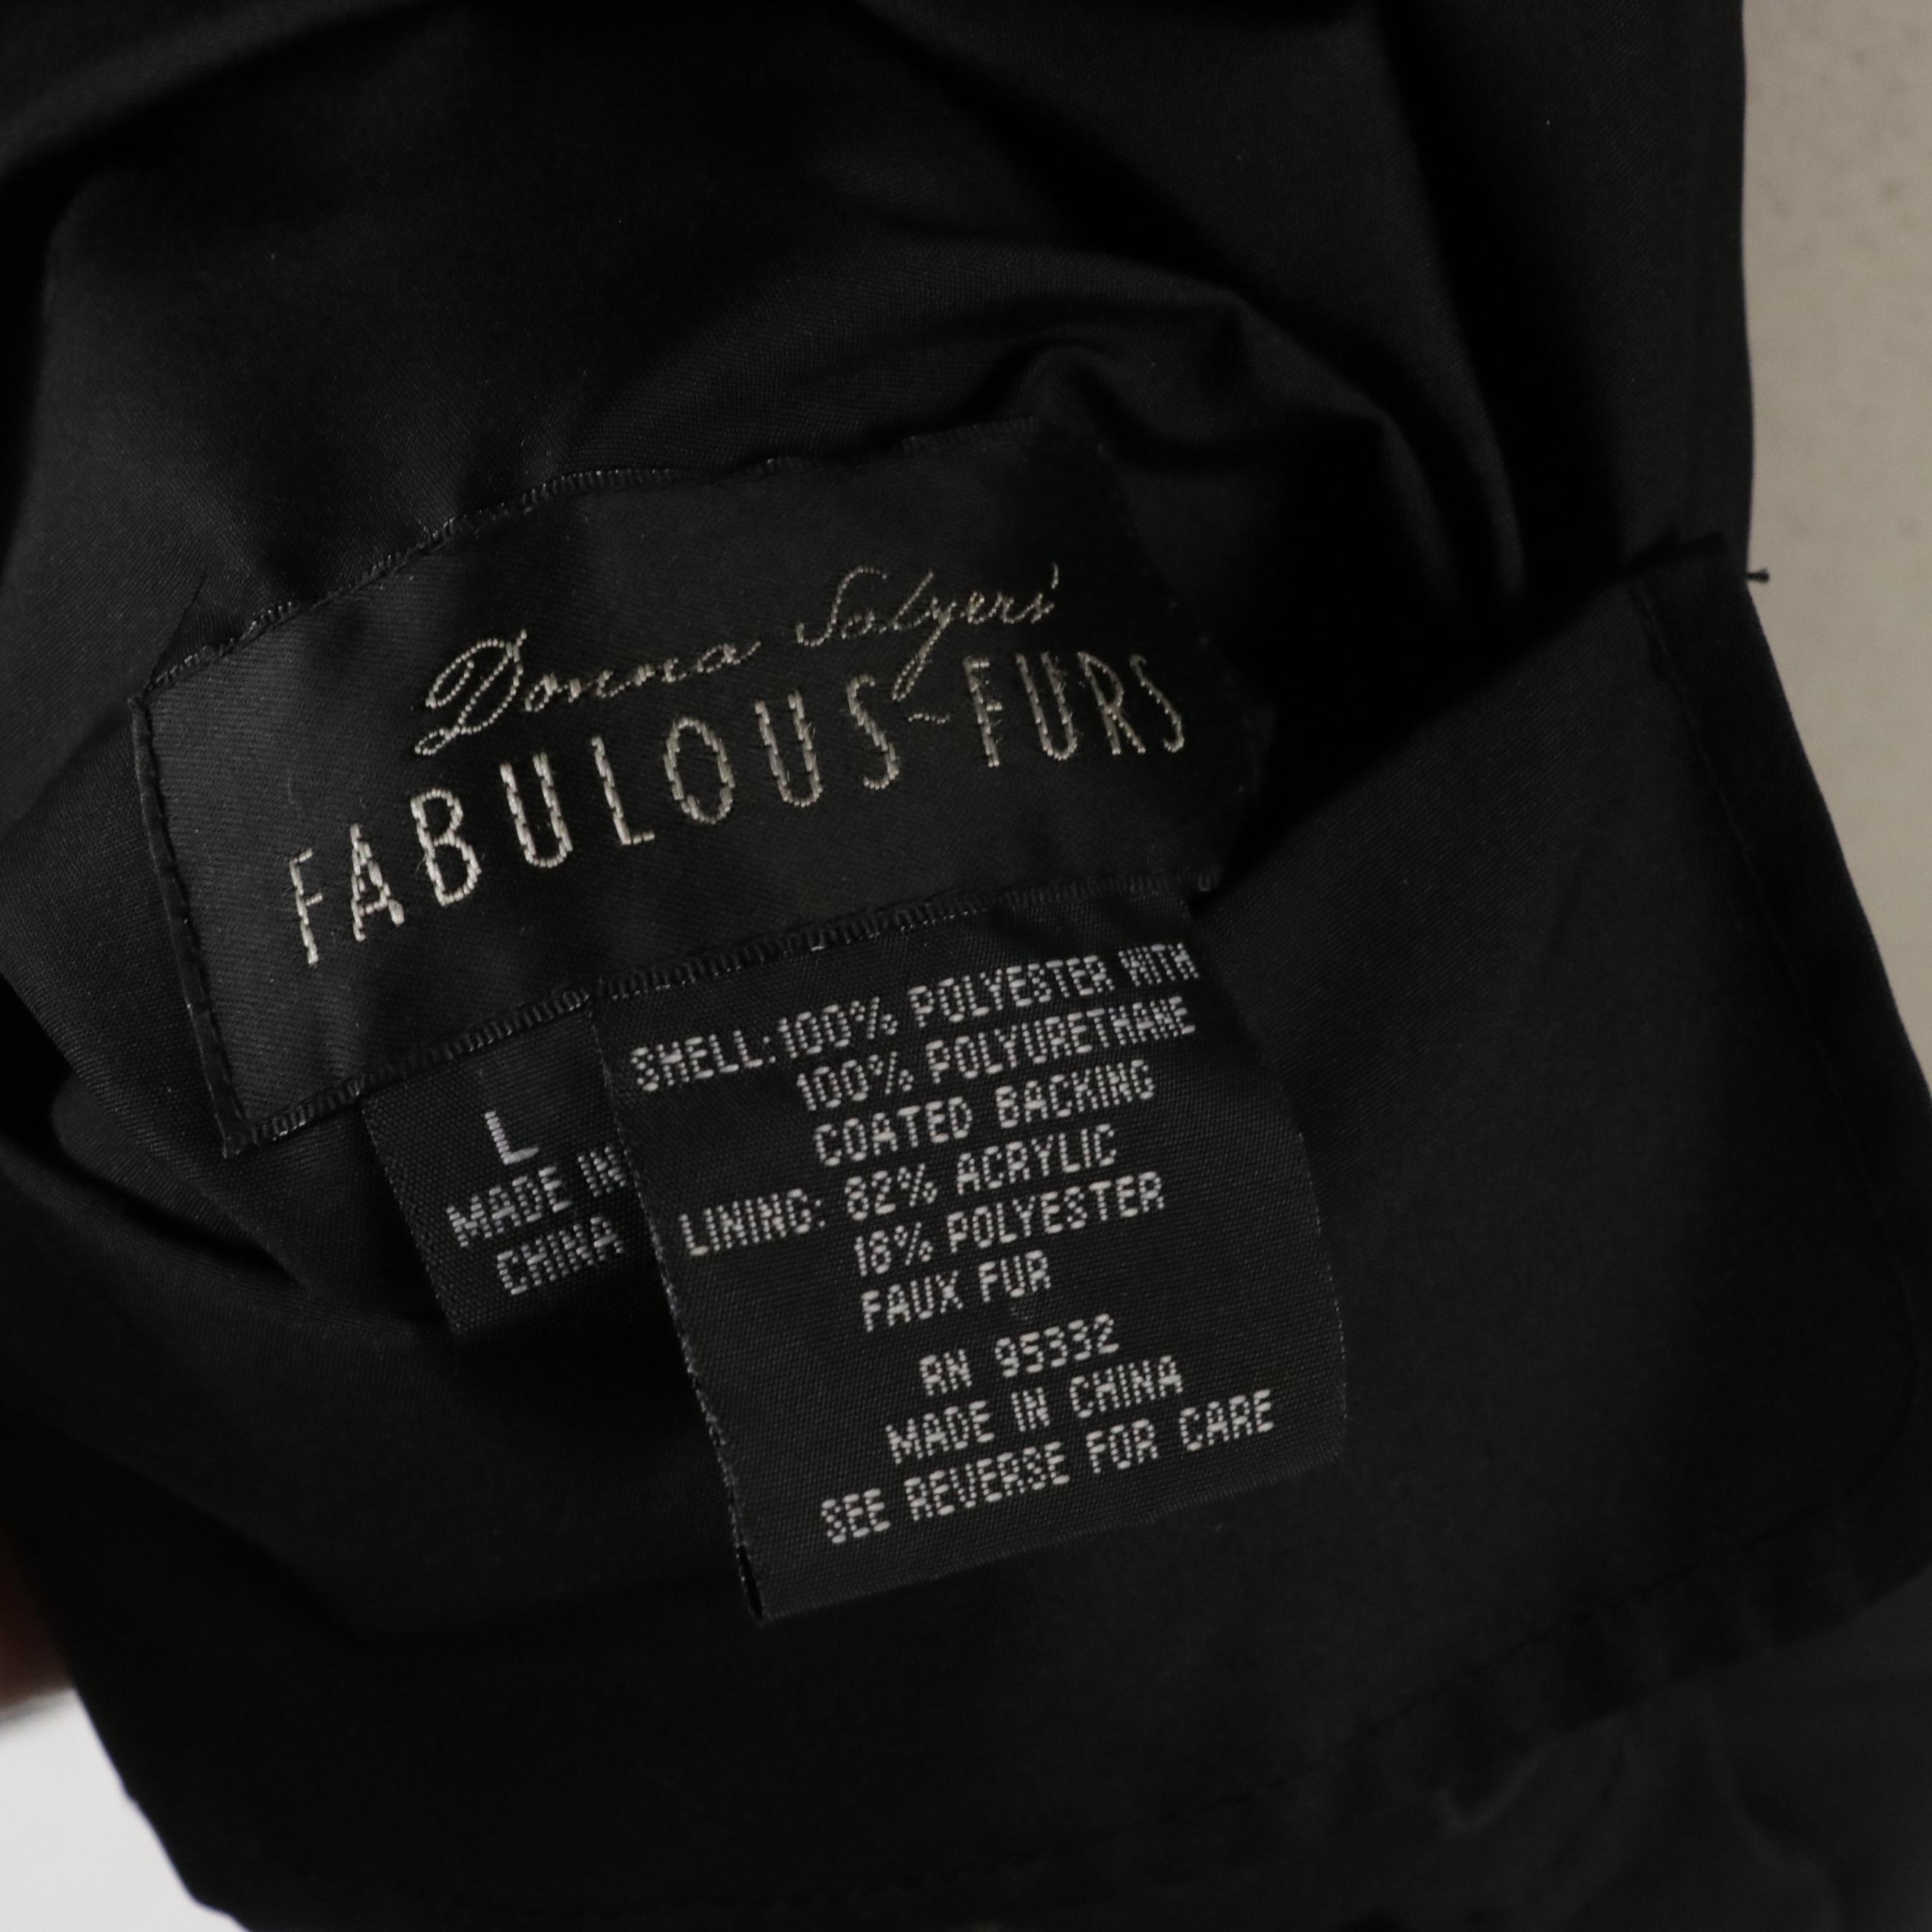 Donna Salyers'
FABULOUS-FURS
L
MADE IN
CHINA
SHELL: 100% POLYESTER WITH
100% POLYURETHANE
COATED BACKING
LINING: 82% ACRYLIC
18% POLYESTER
FAUX FUR
RN 95332
MADE IN CHINA
SEE REVERSE FOR CARE